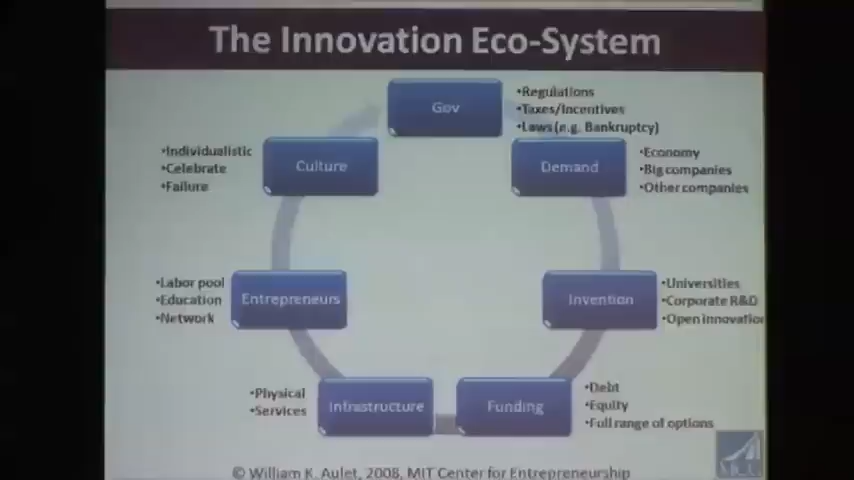 The Innovation Eco-System
Gov
•Regulations
•Taxes/Incentives
•Laws(e.g. Bankruptcy)
Demand
•Economy
•Big companies
•Other companies
Invention
•Universities
•Corporate R&D
•Open innovation
Funding
•Debt
•Equity
•Full range of options
Infrastructure
•Physical
•Services
Entrepreneurs
•Labor pool
•Education
•Network
Culture
•Individualistic
•Celebrate
•Failure
© William K. Aulet, 2008, MIT Center for Entrepreneurship